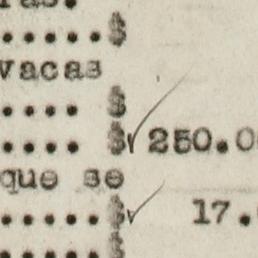 ......$
vacas
....$
....$ 250.0
que se
......$ 17.
......$